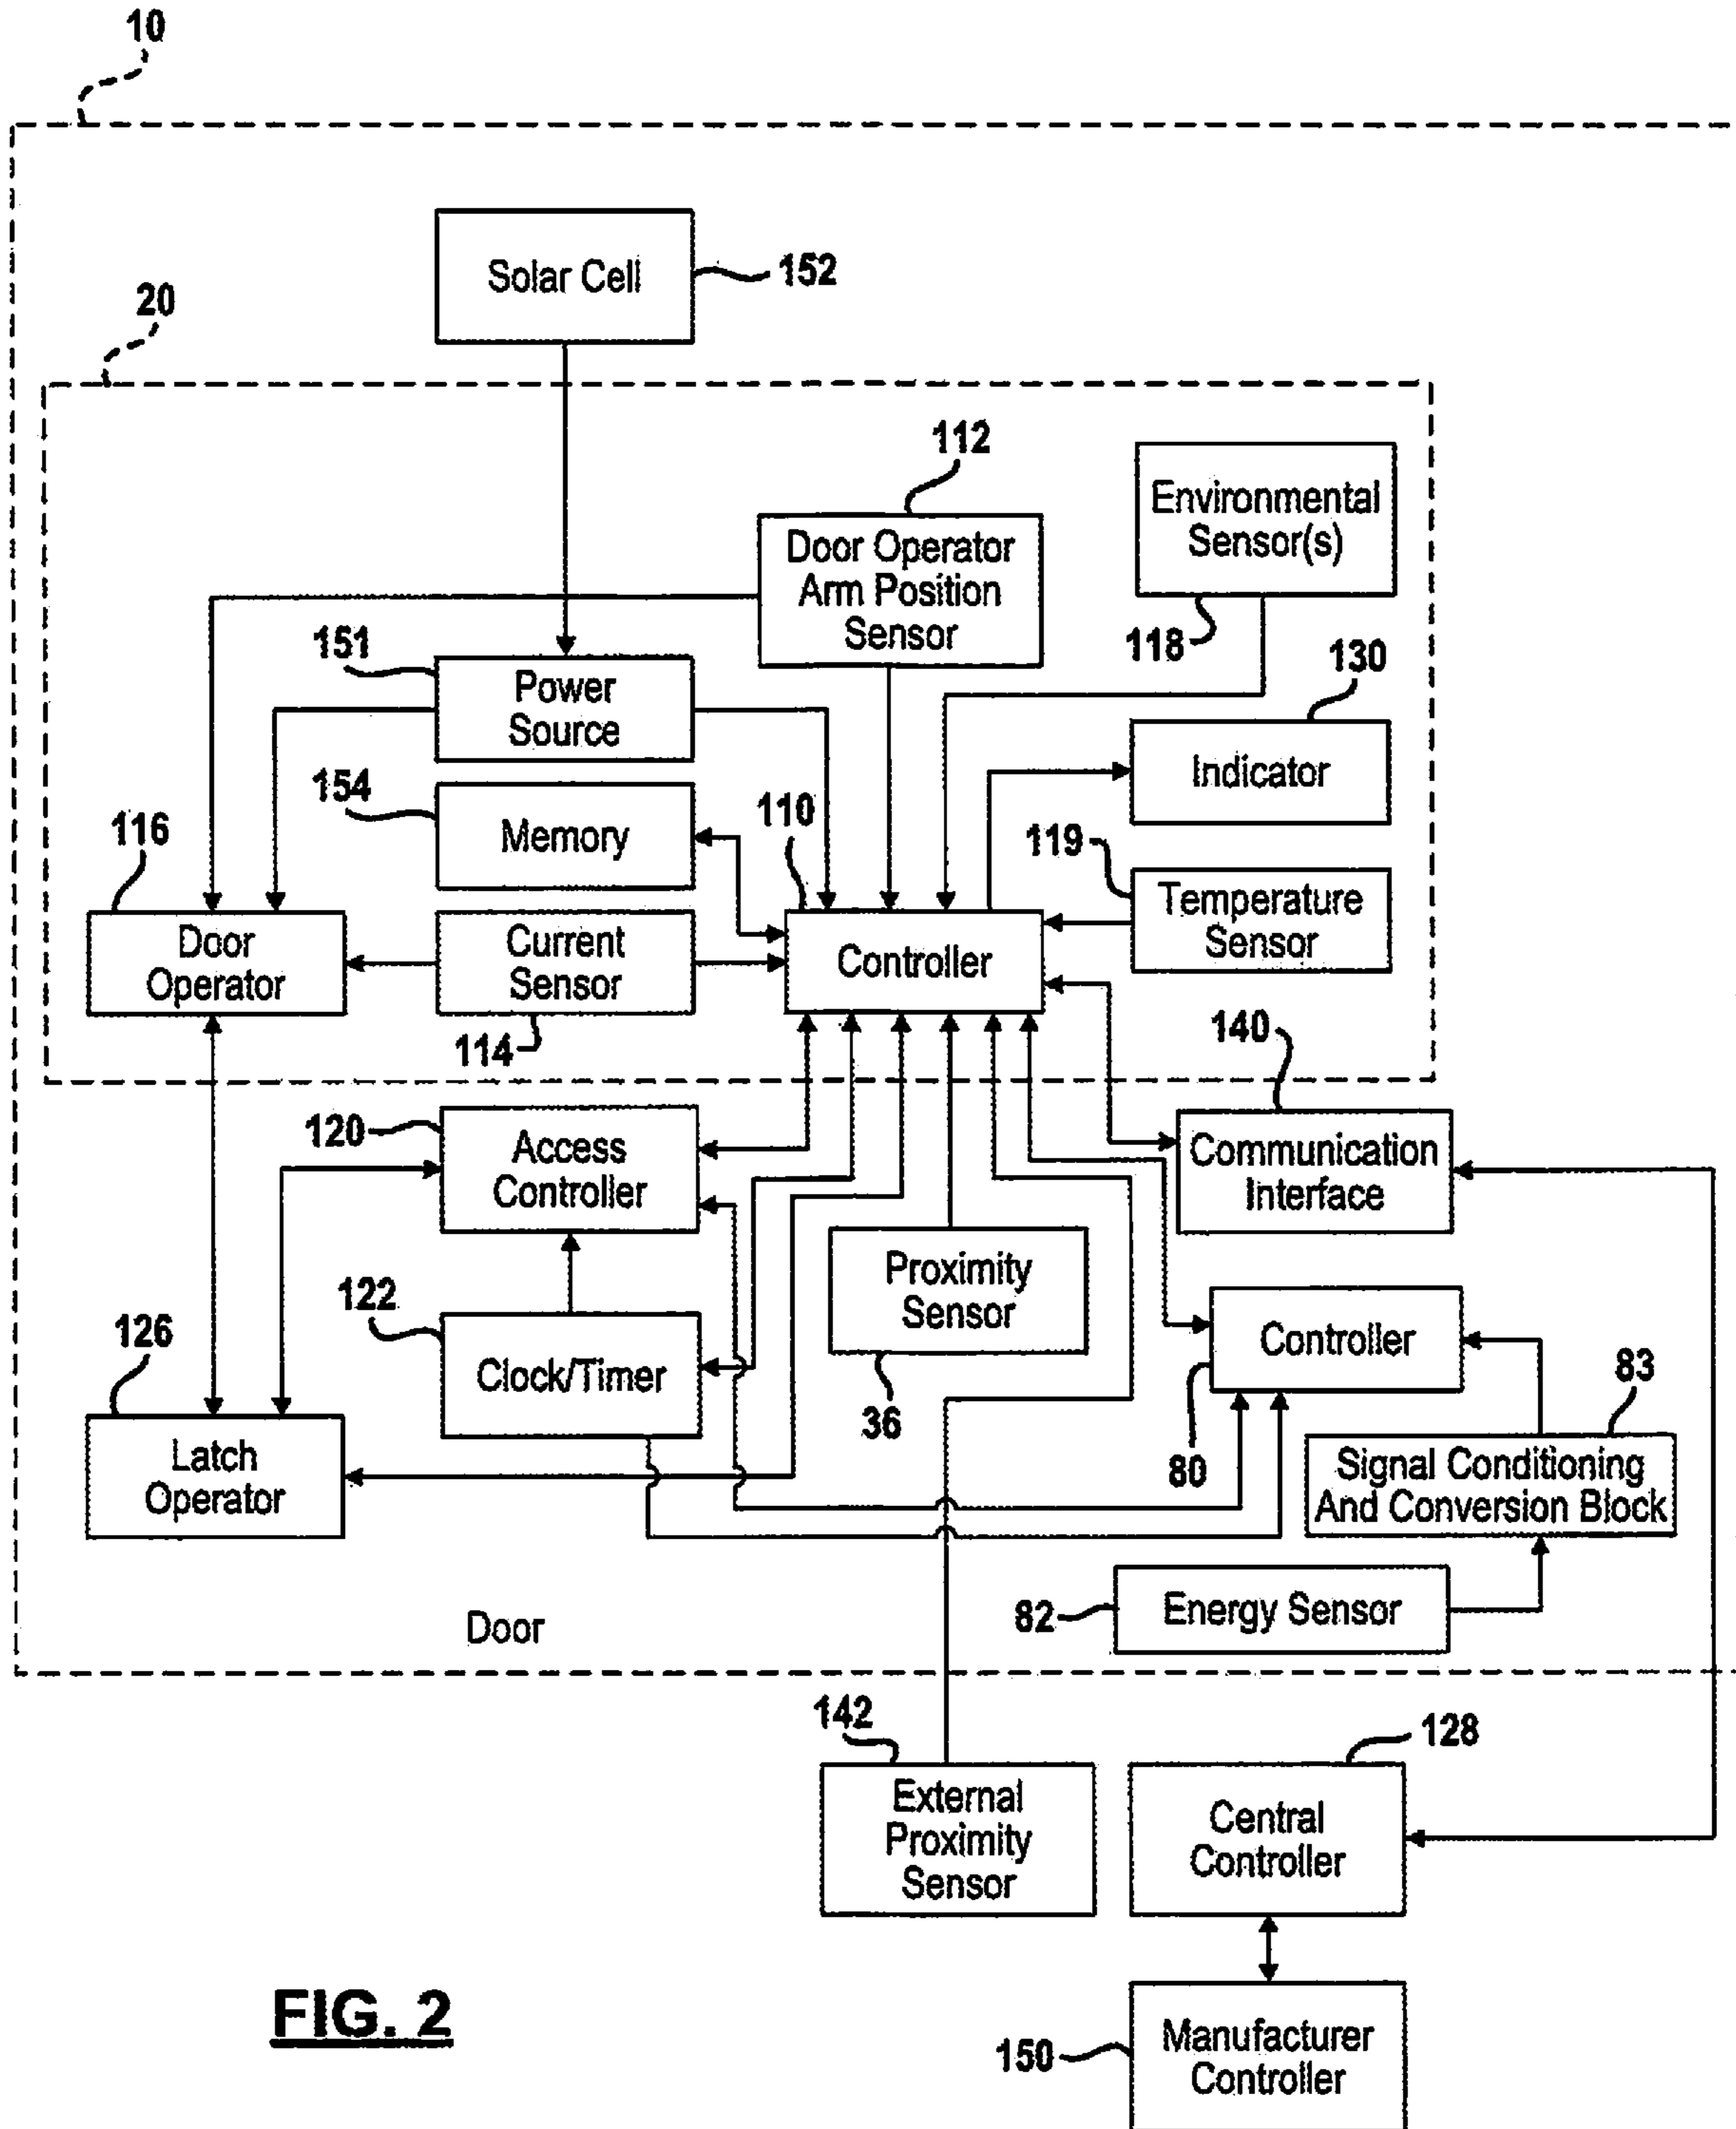 10
Solar Cell
152
20
112
Environmental
Sensor(s)
118
Door Operator
Arm Position
Sensor
151
Power
Source
130
Indicator
154
Memory
110
119
Temperature
Sensor
116
Door
Operator
Current
Sensor
114
Controller
140
Communication
Interface
120
Access
Controller
Proximity
Sensor
36
122
Clock/Timer
Controller
80
83
Signal Conditioning
And Conversion Block
126
Latch
Operator
82
Energy Sensor
Door
142
External
Proximity
Sensor
128
Central
Controller
FIG. 2
150
Manufacturer
Controller